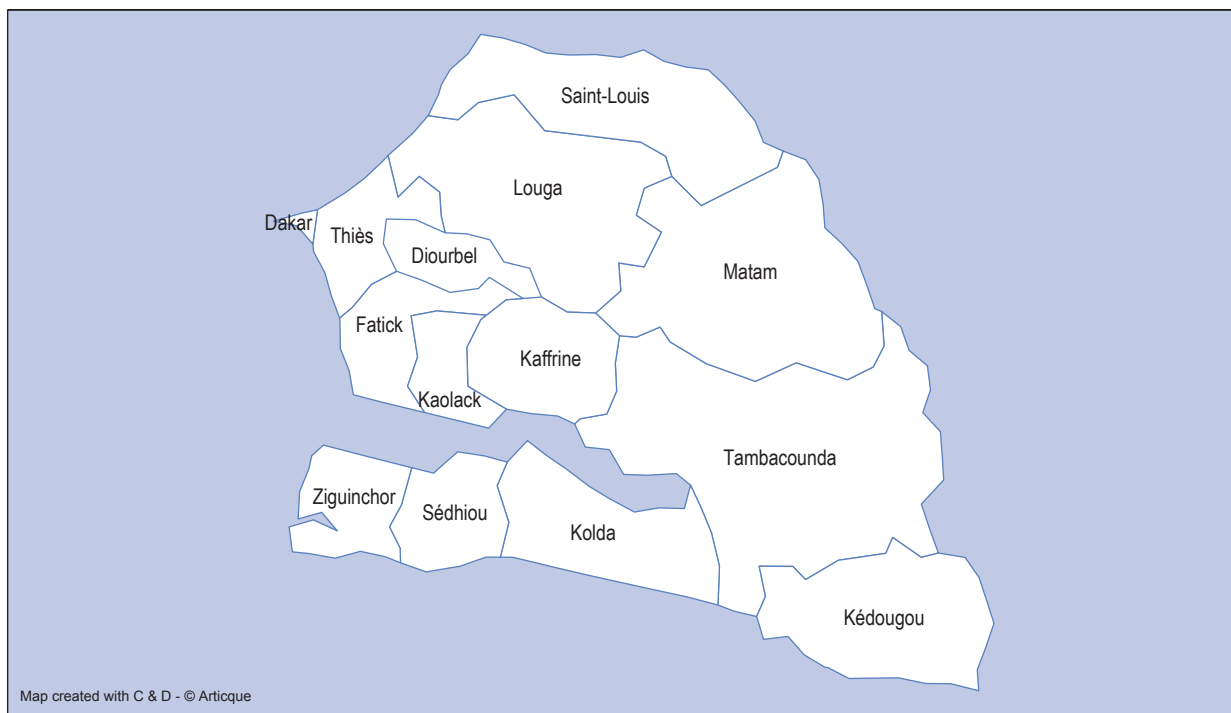 Saint-Louis
Louga
Dakar
Thiès
Diourbel
Matam
Fatick
Kaffrine
Kaolack
Tambacounda
Ziguinchor
Sédhiou
Kolda
Kédougou
Map created with C & D - © Articque